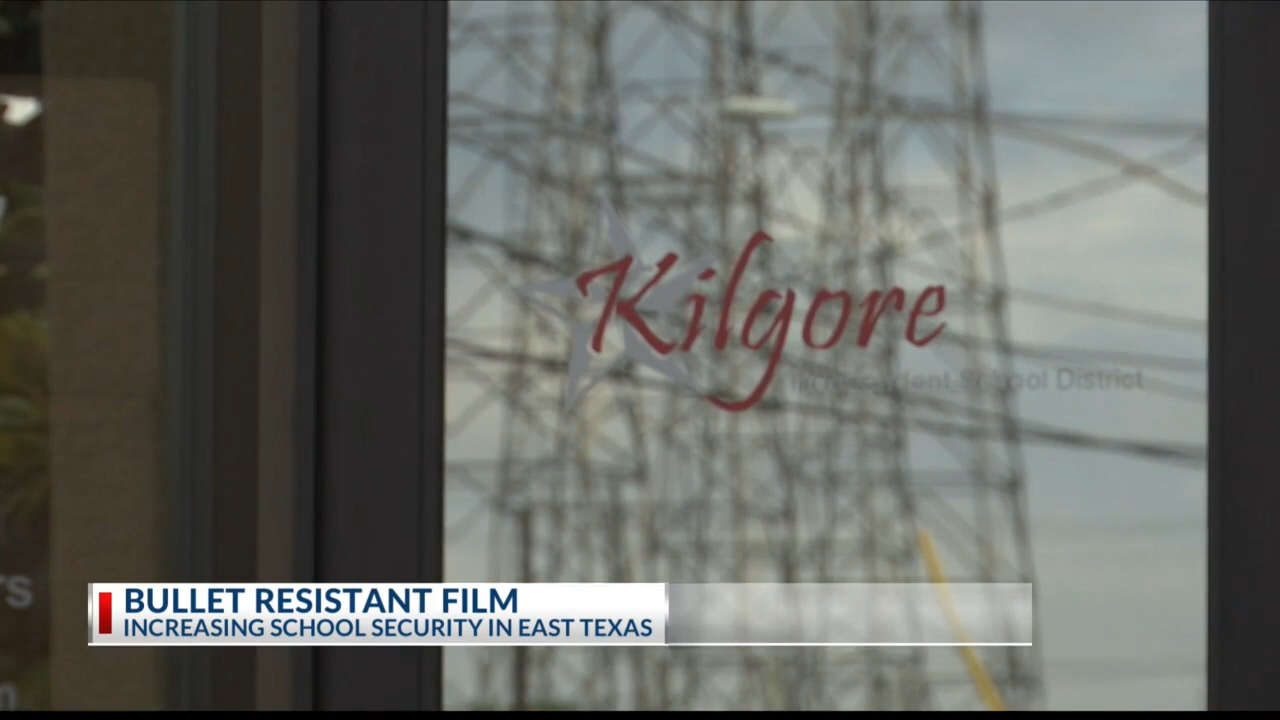 Kilgore
Independent School District
BULLET RESISTANT FILM
INCREASING SCHOOL SECURITY IN EAST TEXAS